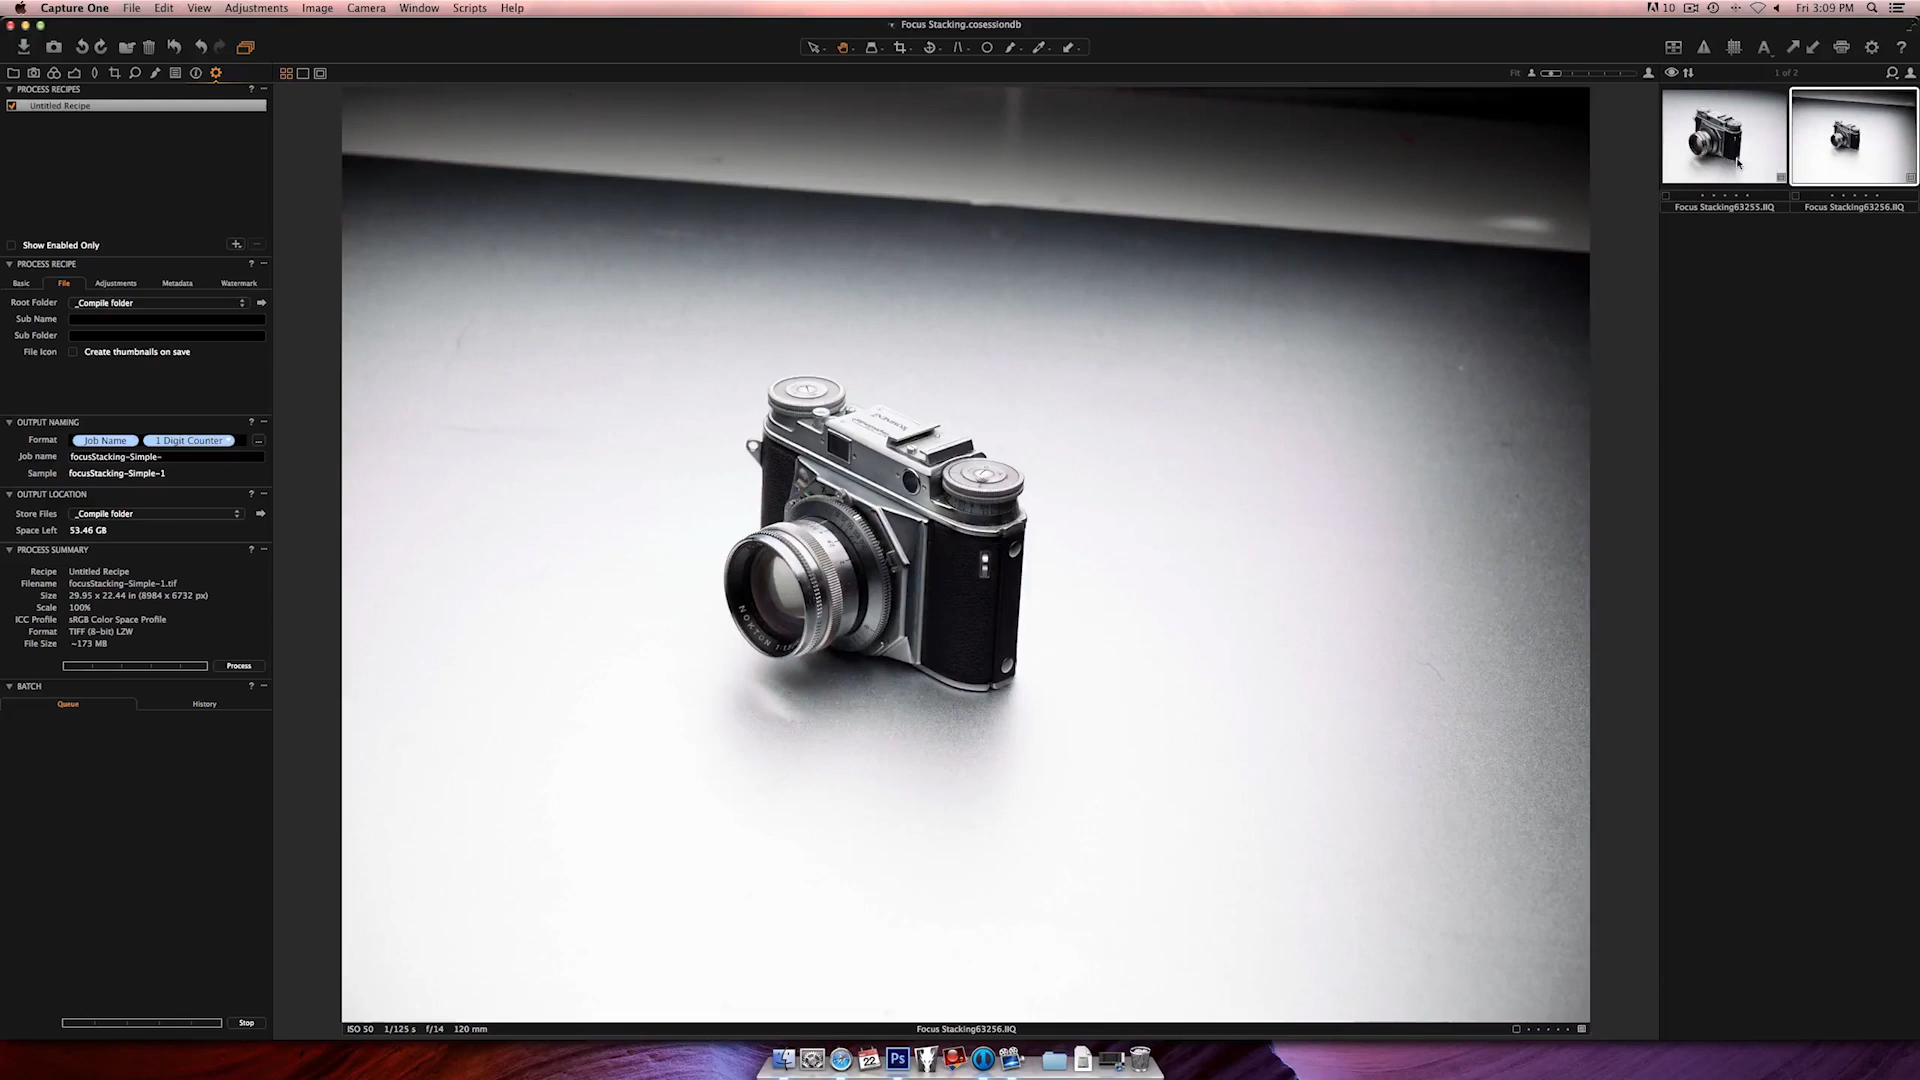 Capture One File Edit View Adjustments Image Camera Window Scripts Help
10 Fri 3:09 PM
Focus Stacking.cosessiondb
Fit
1 of 2
PROCESS RECIPES ?
Untitled Recipe
Show Enabled Only
PROCESS RECIPE ?
Basic File Adjustments Metadata Watermark
Root Folder _Compile folder
Sub Name
Sub Folder
File Icon Create thumbnails on save
OUTPUT NAMING ?
Format Job Name 1 Digit Counter ...
Job name focusStacking-Simple-
Sample focusStacking-Simple-1
OUTPUT LOCATION ?
Store Files _Compile folder
Space Left 53.46 GB
PROCESS SUMMARY ?
Recipe Untitled Recipe
Filename focusStacking-Simple-1.tif
Size 29.95 x 22.44 in (8984 x 6732 px)
Scale 100%
ICC Profile sRGB Color Space Profile
Format TIFF (8-bit) LZW
File Size ~173 MB
Process
BATCH ?
Queue History
Stop
NOKTON
ISO 50 1/125 s f/14 120 mm
Focus Stacking63256.IIQ
Focus Stacking63255.IIQ
Focus Stacking63256.IIQ
22
Ps